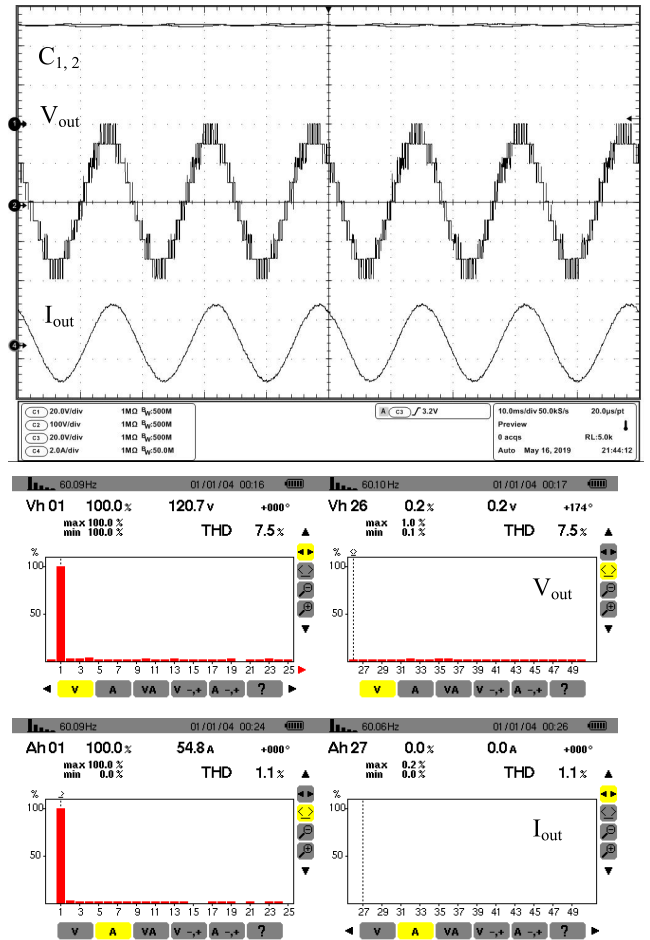 C1, 2
Vout
1
2
Iout
4
C1 20.0V/div 1MΩ BW:500M
C2 100V/div 1MΩ BW:500M
C3 20.0V/div 1MΩ BW:500M
C4 2.0A/div 1MΩ BW:50.0M
A C3 3.2V
10.0ms/div 50.0kS/s 20.0µs/pt
Preview
0 acqs RL:5.0k
Auto May 16, 2019 21:44:12
60.09Hz 01/01/04 00:16
Vh 01 100.0% 120.7 V +000°
max 100.0 %
min 100.0 %
THD 7.5 %
%
100
50
1 3 5 7 9 11 13 15 17 19 21 23 25
V A VA V -,+ A -,+ ?
60.10 Hz 01/01/04 00:17
Vh 26 0.2% 0.2 V +174°
max 1.0 %
min 0.1 %
THD 7.5 %
%
100
50
Vout
27 29 31 33 35 37 39 41 43 45 47 49
V A VA V -,+ A -,+ ?
60.09Hz 01/01/04 00:24
Ah 01 100.0% 54.8 A +000°
max 100.0 %
min 0.0 %
THD 1.1 %
%
100
50
1 3 5 7 9 11 13 15 17 19 21 23 25
V A VA V -,+ A -,+ ?
60.06Hz 01/01/04 00:26
Ah 27 0.0% 0.0 A +000°
max 0.2 %
min 0.0 %
THD 1.1 %
%
100
50
Iout
27 29 31 33 35 37 39 41 43 45 47 49
V A VA V -,+ A -,+ ?